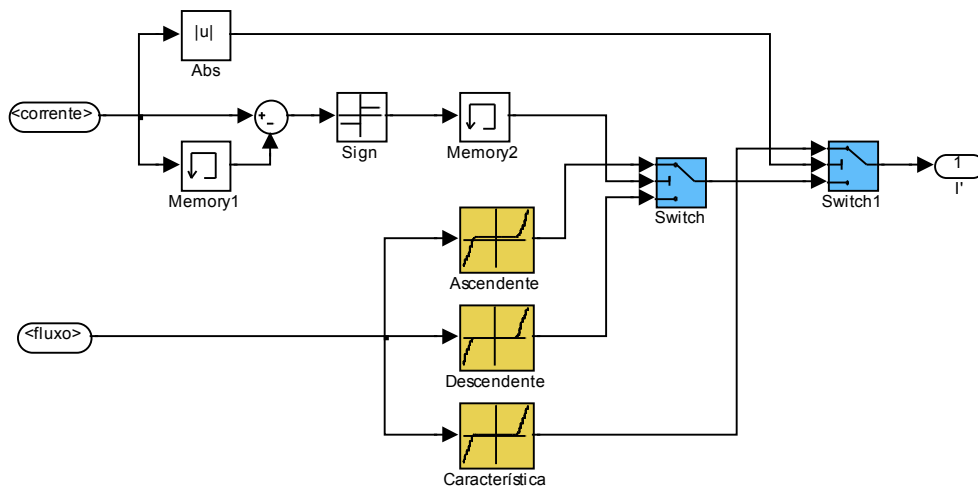 |u|
Abs
<corrente>
+
-
Sign
Memory2
Memory1
Switch
Switch1
1
I'
Ascendente
<fluxo>
Descendente
Característica